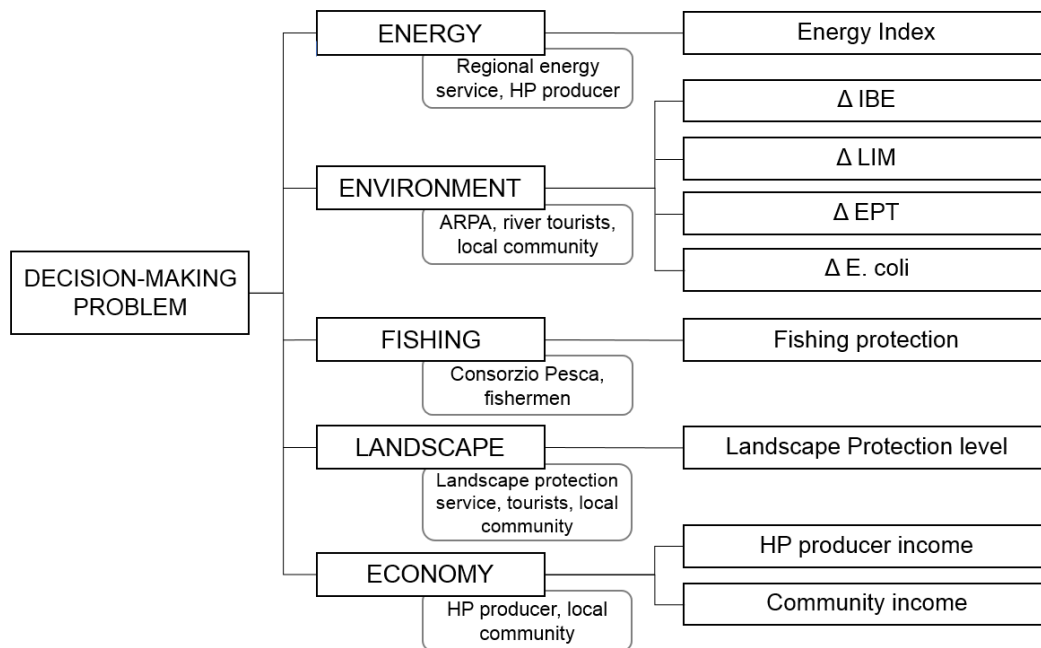 ENERGY
Energy Index
Regional energy
service, HP producer
Δ IBE
Δ LIM
ENVIRONMENT
ARPA, river tourists,
local community
Δ EPT
Δ E. coli
DECISION-MAKING
PROBLEM
FISHING
Fishing protection
Consorzio Pesca,
fishermen
LANDSCAPE
Landscape Protection level
Landscape protection
service, tourists, local
community
HP producer income
ECONOMY
Community income
HP producer, local
community